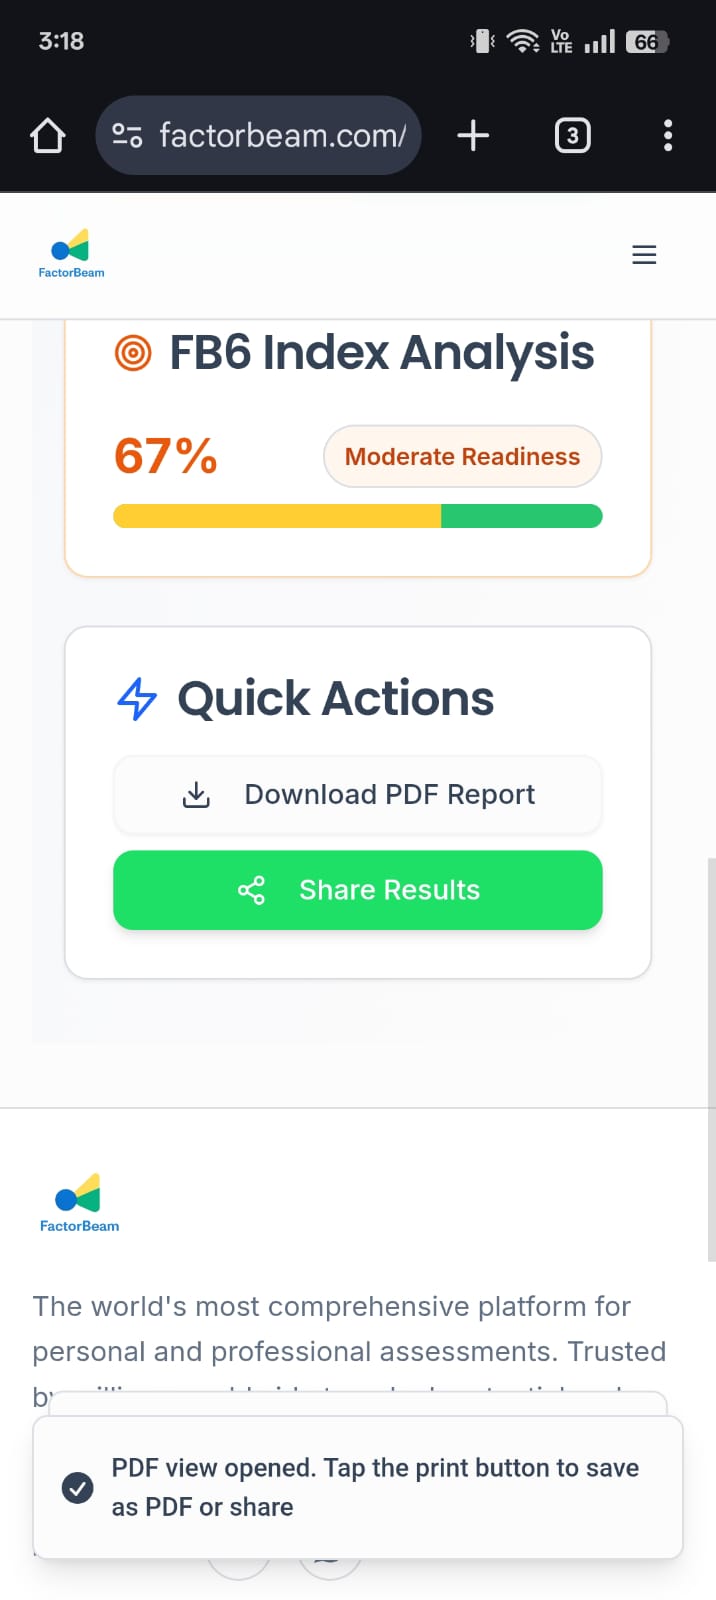 3:18
Vo
LTE
66
factorbeam.com/
3
FactorBeam
FB6 Index Analysis
67%
Moderate Readiness
Quick Actions
Download PDF Report
Share Results
FactorBeam
The world's most comprehensive platform for
personal and professional assessments. Trusted
PDF view opened. Tap the print button to save
as PDF or share